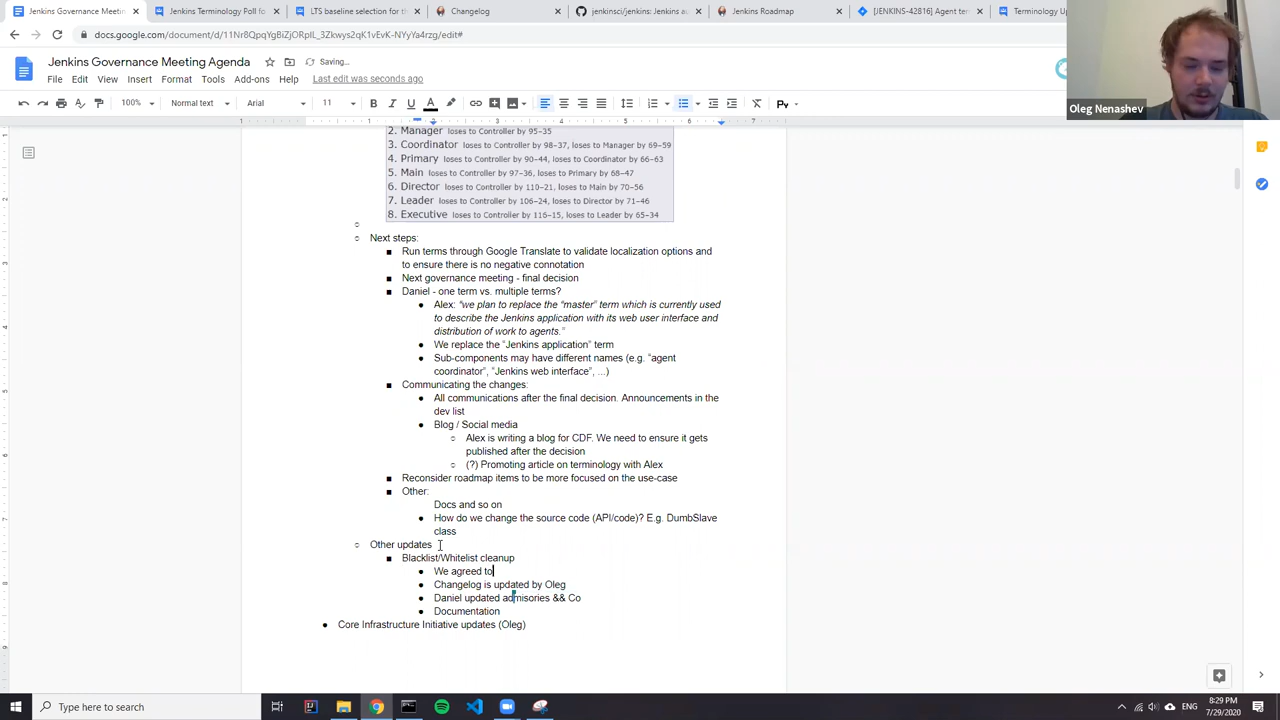 Jenkins Governance Meetin
Jenkins Terminology Poll fo
LTS baseline selection for th
Changelog
jenkinsci/jenkins: Jenkins au
Jenkins Roadmap
[JENKINS-42816] Agent ter
Terminology Up
docs.google.com/document/d/11Nr8QpqYgBiZjORpIL_3Zkwys2qK1vEvK-NYyYa4rzg/edit#
Jenkins Governance Meeting Agenda
Saving...
File Edit View Insert Format Tools Add-ons Help Last edit was seconds ago
100% Normal text Arial 11
Oleg Nenashev
2. Manager loses to Controller by 95–35
3. Coordinator loses to Controller by 98–37, loses to Manager by 69–59
4. Primary loses to Controller by 90–44, loses to Coordinator by 66–63
5. Main loses to Controller by 97–36, loses to Primary by 68–47
6. Director loses to Controller by 110–21, loses to Main by 70–56
7. Leader loses to Controller by 106–24, loses to Director by 71–46
8. Executive loses to Controller by 116–15, loses to Leader by 65–34
Next steps:
Run terms through Google Translate to validate localization options and
to ensure there is no negative connotation
Next governance meeting - final decision
Daniel - one term vs. multiple terms?
Alex: “we plan to replace the “master” term which is currently used
to describe the Jenkins application with its web user interface and
distribution of work to agents.”
We replace the “Jenkins application” term
Sub-components may have different names (e.g. “agent
coordinator”, “Jenkins web interface”, ...)
Communicating the changes:
All communications after the final decision. Announcements in the
dev list
Blog / Social media
Alex is writing a blog for CDF. We need to ensure it gets
published after the decision
(?) Promoting article on terminology with Alex
Reconsider roadmap items to be more focused on the use-case
Other:
Docs and so on
How do we change the source code (API/code)? E.g. DumbSlave
class
Other updates
Blacklist/Whitelist cleanup
We agreed to
Changelog is updated by Oleg
Daniel updated admisories && Co
Documentation
Core Infrastructure Initiative updates (Oleg)
Type here to search
ENG
8:29 PM
7/29/2020